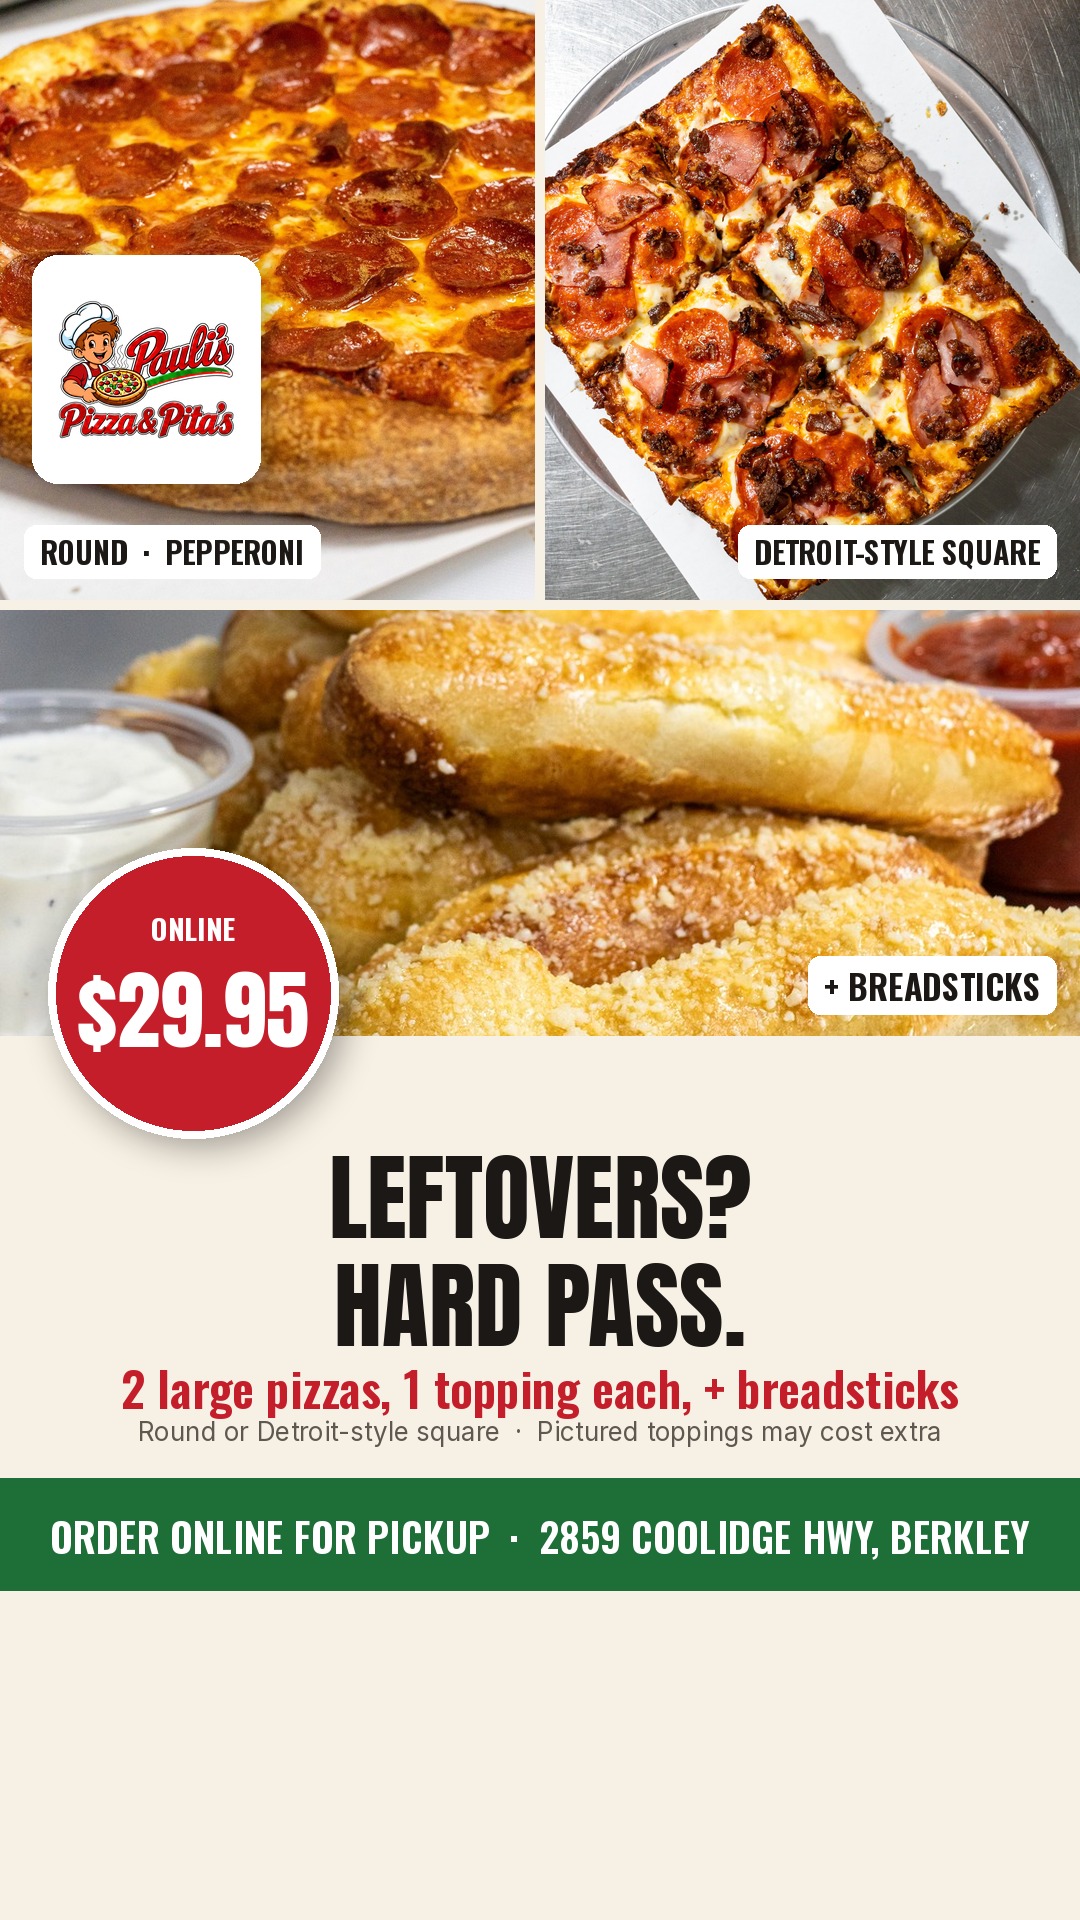 Pauli's
Pizza & Pita's
ROUND · PEPPERONI
DETROIT-STYLE SQUARE
+ BREADSTICKS
ONLINE
$29.95
LEFTOVERS?
HARD PASS.
2 large pizzas, 1 topping each, + breadsticks
Round or Detroit-style square · Pictured toppings may cost extra
ORDER ONLINE FOR PICKUP · 2859 COOLIDGE HWY, BERKLEY